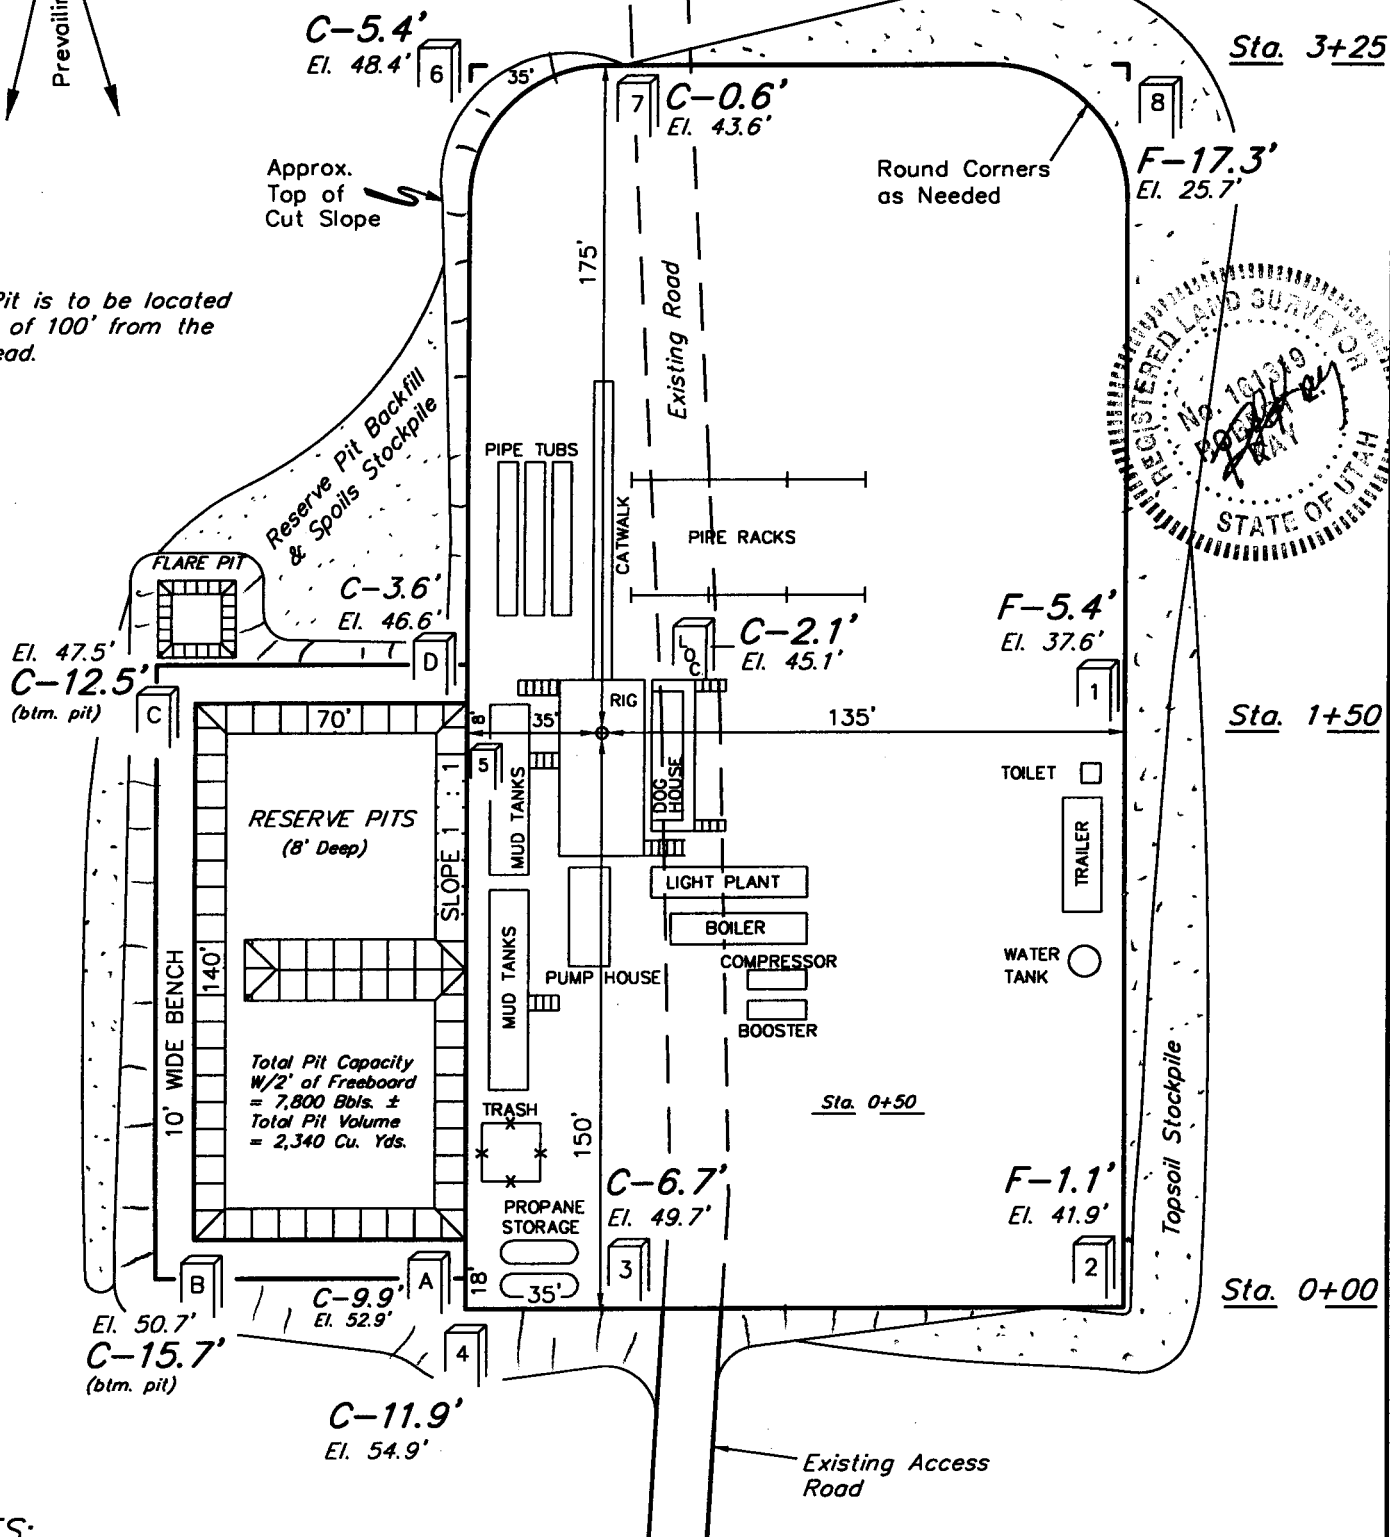 Prevailin
C-5.4'
El. 48.4'
6
35'
7
C-0.6'
El. 43.6'
Sta. 3+25
8
F-17.3'
El. 25.7'
Round Corners
as Needed
Approx.
Top of
Cut Slope
175'
Existing Road
Pit is to be located
of 100' from the
ead.
REGISTERED LAND SURVEYOR
No. 161319
STATE OF UTAH
Reserve Pit Backfill
& Spoils Stockpile
PIPE TUBS
CATWALK
PIPE RACKS
FLARE PIT
C-3.6'
El. 46.6'
D
El. 47.5'
C-12.5'
(btm. pit)
C
LOC.
C-2.1'
El. 45.1'
F-5.4'
El. 37.6'
1
70'
8'
35'
RIG
135'
Sta. 1+50
5
SLOPE 1 : 1
MUD TANKS
DOG HOUSE
TOILET
TRAILER
RESERVE PITS
(8' Deep)
LIGHT PLANT
BOILER
COMPRESSOR
BOOSTER
WATER
TANK
MUD TANKS
PUMP HOUSE
140'
10' WIDE BENCH
Total Pit Capacity
W/2' of Freeboard
= 7,800 Bbls. ±
Total Pit Volume
= 2,340 Cu. Yds.
TRASH
150'
Sta. 0+50
Topsoil Stockpile
PROPANE
STORAGE
C-6.7'
El. 49.7'
3
F-1.1'
El. 41.9'
2
18'
35'
Sta. 0+00
B
El. 50.7'
C-15.7'
(btm. pit)
A
C-9.9'
El. 52.9'
4
C-11.9'
El. 54.9'
Existing Access
Road
ES: